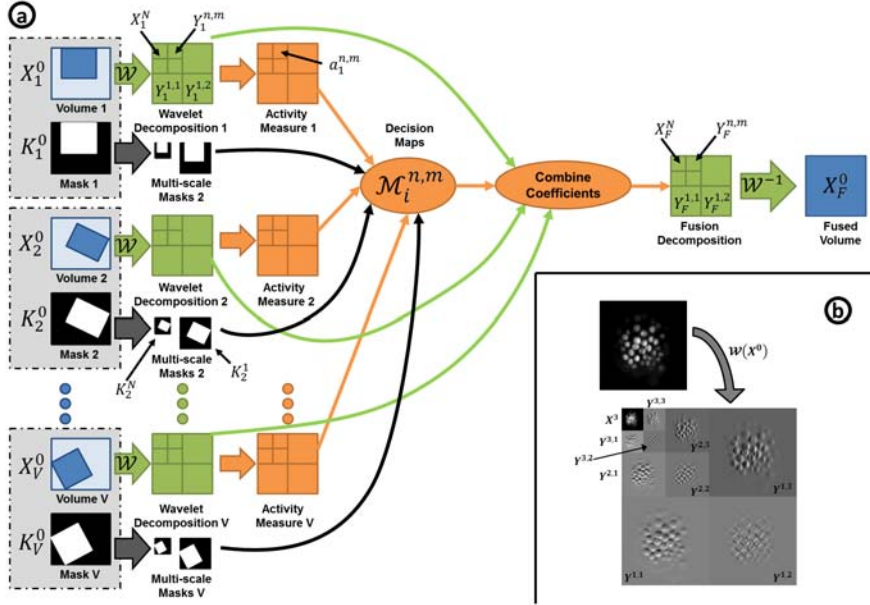 a
X_1^0
Volume 1
K_1^0
Mask 1
𝒲
X_1^N
Y_1^{n,m}
Y_1^{1,1} Y_1^{1,2}
Wavelet
Decomposition 1
Multi-scale
Masks 2
a_1^{n,m}
Activity
Measure 1
X_2^0
Volume 2
K_2^0
Mask 2
𝒲
Wavelet
Decomposition 2
K_2^N
Multi-scale
Masks 2
K_2^1
Activity
Measure 2
X_V^0
Volume V
K_V^0
Mask V
𝒲
Wavelet
Decomposition V
Multi-scale
Masks V
Activity
Measure V
Decision
Maps
ℳ_i^{n,m}
Combine
Coefficients
X_F^N
Y_F^{n,m}
Y_F^{1,1} Y_F^{1,2}
Fusion
Decomposition
𝒲^{-1}
X_F^0
Fused
Volume
b
𝒲(X^0)
X^3
Y^{3,3}
Y^{3,1}
Y^{3,2}
Y^{2,3}
Y^{2,1}
Y^{2,2}
Y^{1,3}
Y^{1,1}
Y^{1,2}